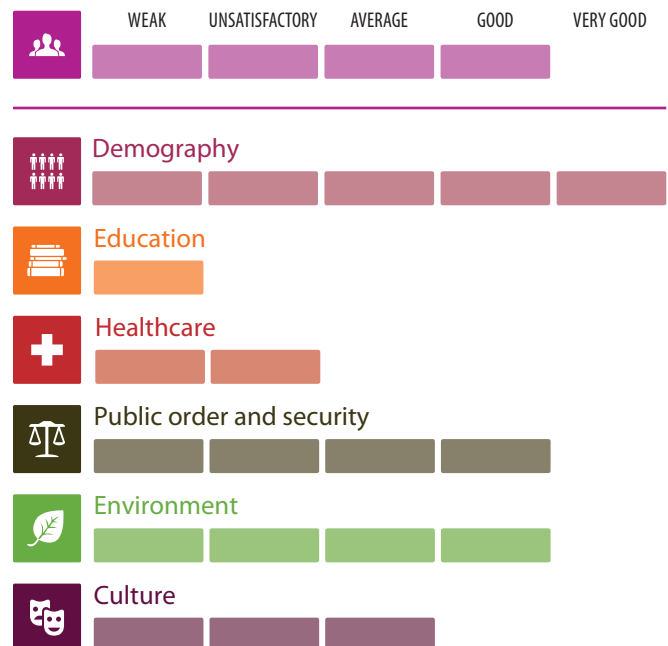 WEAK UNSATISFACTORY AVERAGE GOOD VERY GOOD
Demography
Education
Healthcare
Public order and security
Environment
Culture